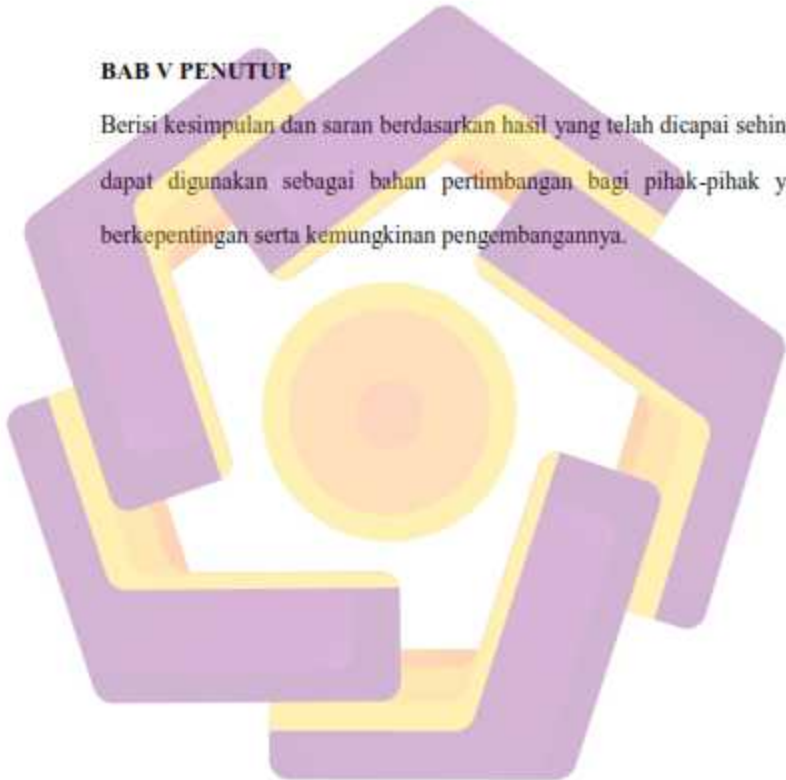 BAB V PENUTUP
Berisi kesimpulan dan saran berdasarkan hasil yang telah dicapai sehin
dapat digunakan sebagai bahan pertimbangan bagi pihak-pihak y
berkepentingan serta kemungkinan pengembangannya.